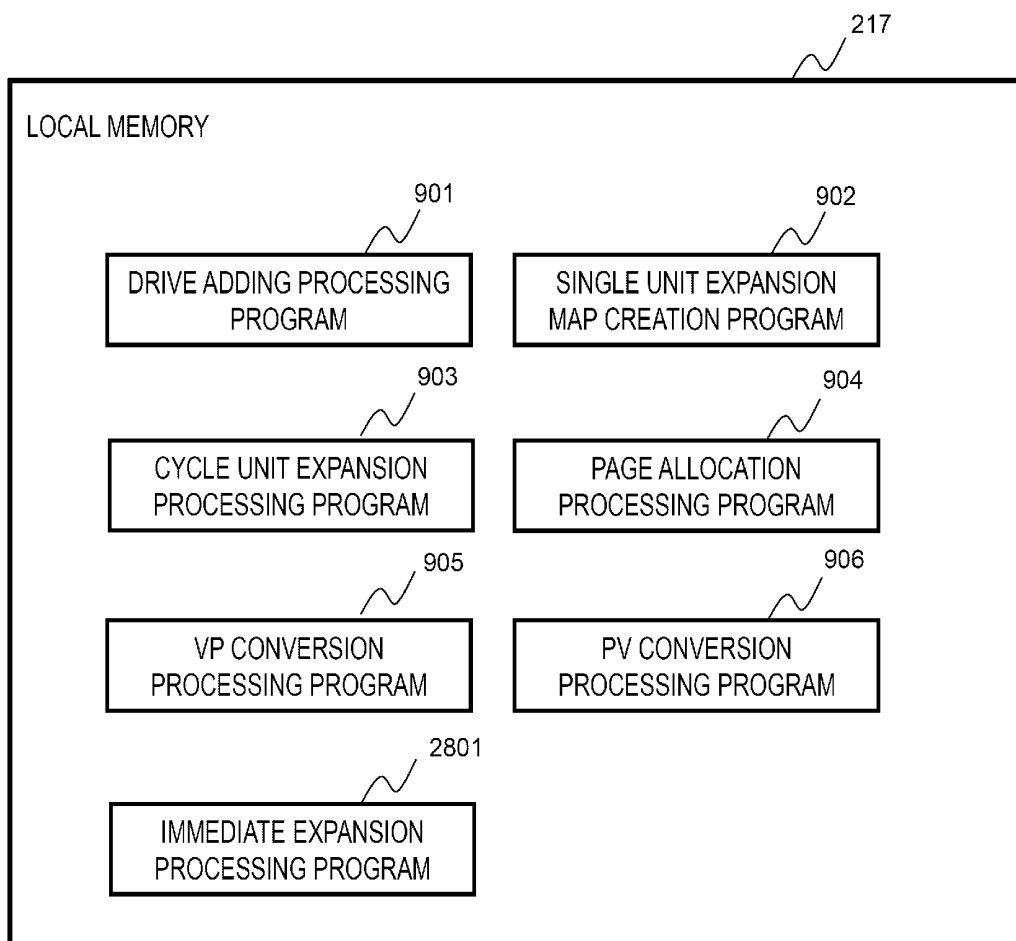 217
LOCAL MEMORY
901
902
DRIVE ADDING PROCESSING
PROGRAM
SINGLE UNIT EXPANSION
MAP CREATION PROGRAM
903
904
CYCLE UNIT EXPANSION
PROCESSING PROGRAM
PAGE ALLOCATION
PROCESSING PROGRAM
905
906
VP CONVERSION
PROCESSING PROGRAM
PV CONVERSION
PROCESSING PROGRAM
2801
IMMEDIATE EXPANSION
PROCESSING PROGRAM